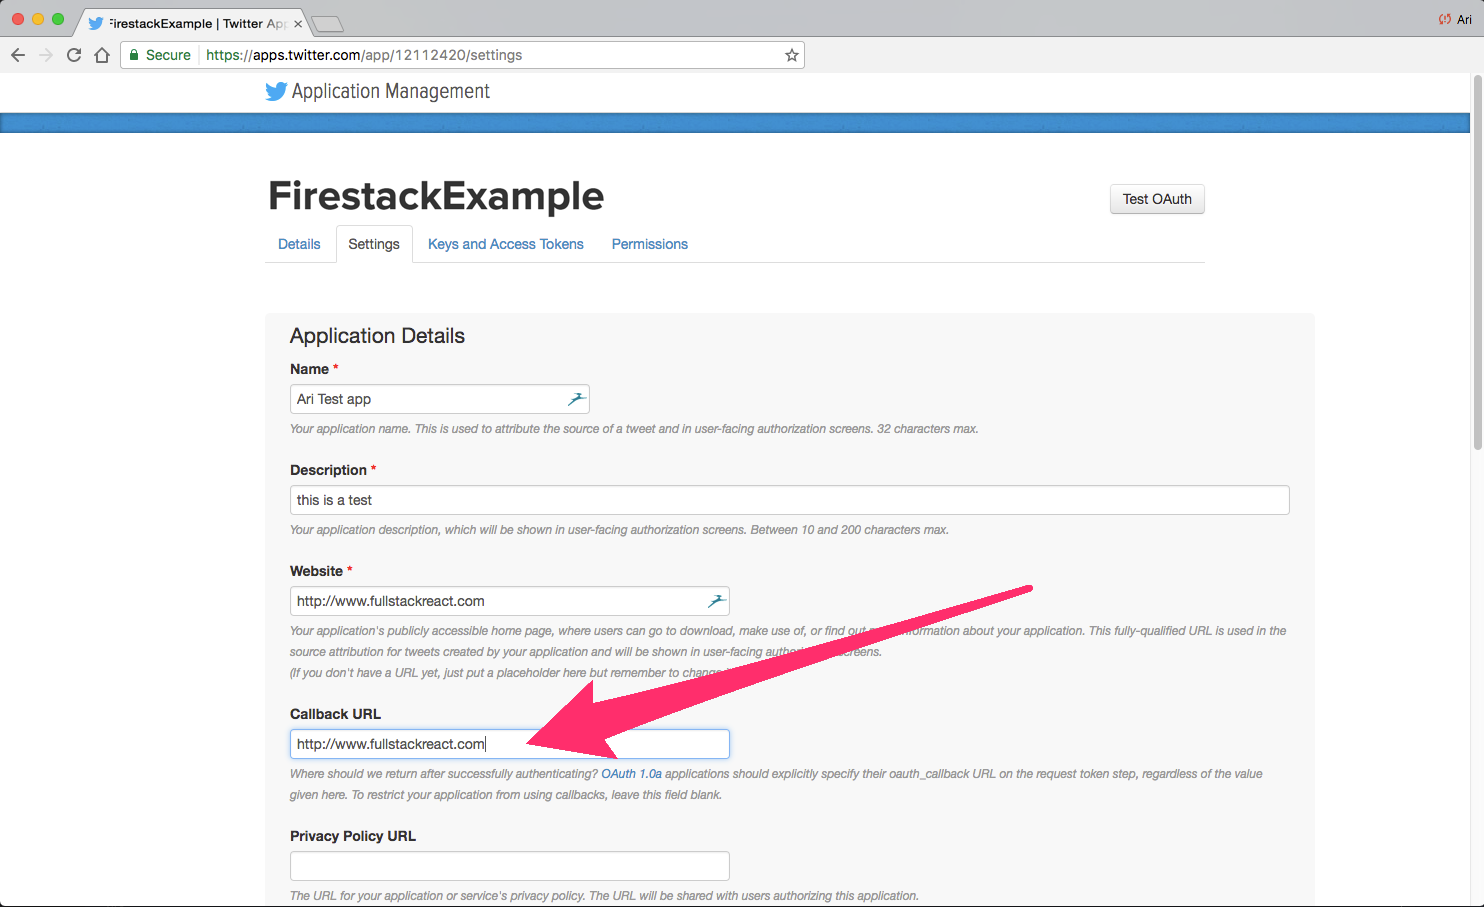 FirestackExample | Twitter App
Ari
Secure
https://apps.twitter.com/app/12112420/settings
Application Management
FirestackExample
Test OAuth
Details
Settings
Keys and Access Tokens
Permissions
Application Details
Name *
Ari Test app
Your application name. This is used to attribute the source of a tweet and in user-facing authorization screens. 32 characters max.
Description *
this is a test
Your application description, which will be shown in user-facing authorization screens. Between 10 and 200 characters max.
Website *
http://www.fullstackreact.com
Your application's publicly accessible home page, where users can go to download, make use of, or find out information about your application. This fully-qualified URL is used in the
source attribution for tweets created by your application and will be shown in user-facing screens.
(If you don't have a URL yet, just put a placeholder here but remember to
Callback URL
http://www.fullstackreact.com
Where should we return after successfully authenticating? OAuth 1.0a applications should explicitly specify their oauth_callback URL on the request token step, regardless of the value
given here. To restrict your application from using callbacks, leave this field blank.
Privacy Policy URL
The URL for your application or service's privacy policy. The URL will be shared with users authorizing this application.